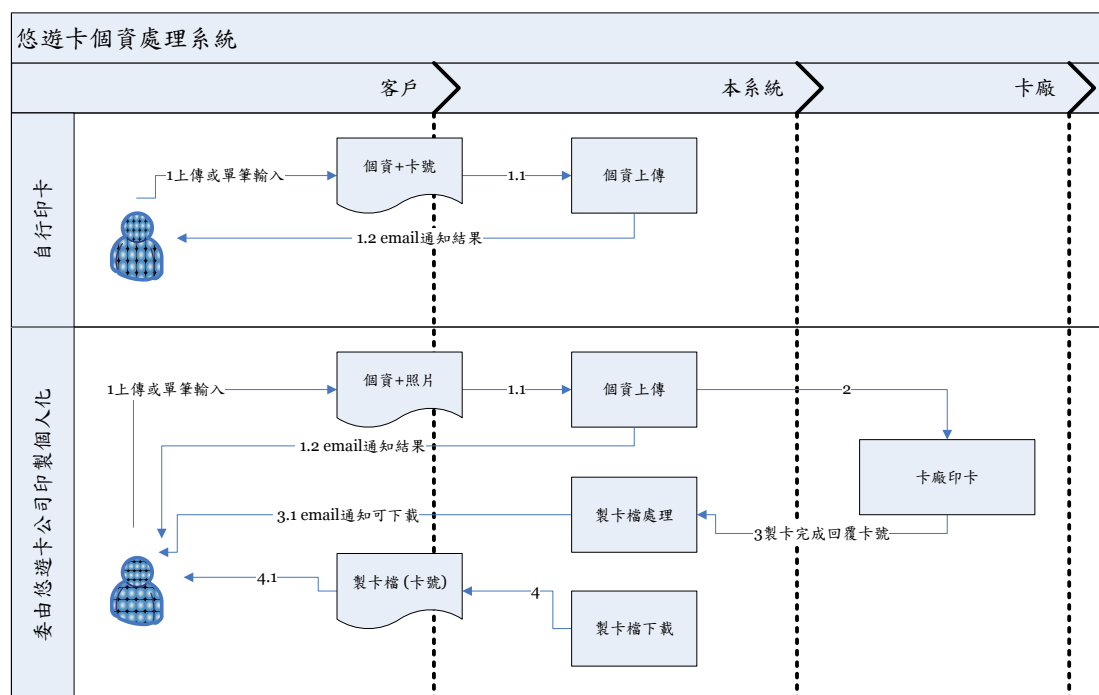 悠遊卡個資處理系統
客戶
本系統
卡廠
自行印卡
1上傳或單筆輸入
個資+卡號
1.1
個資上傳
1.2 email通知結果
委由悠遊卡公司印製個人化
1上傳或單筆輸入
個資+照片
1.1
個資上傳
2
1.2 email通知結果
卡廠印卡
3.1 email通知可下載
製卡檔處理
3製卡完成回覆卡號
4.1
製卡檔 (卡號)
4
製卡檔下載